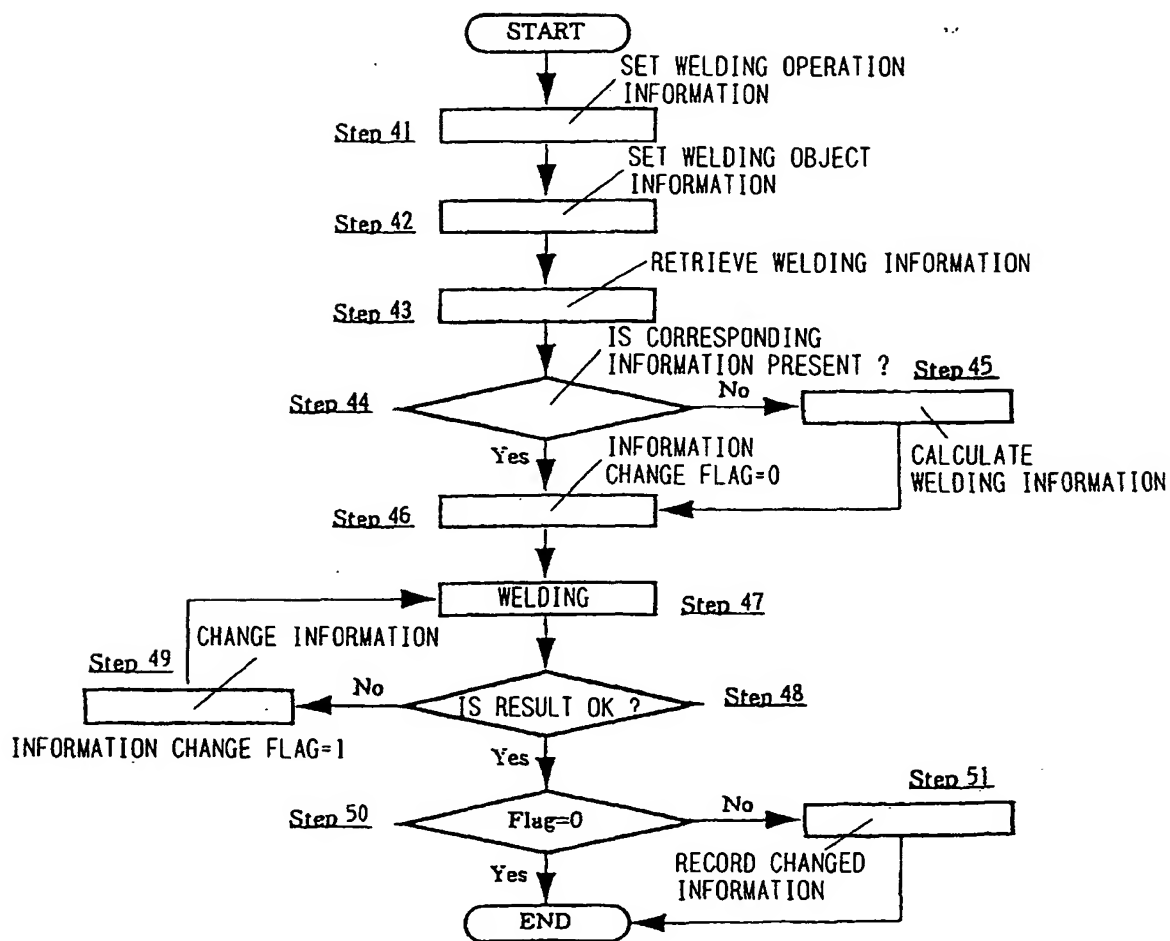 START
SET WELDING OPERATION
INFORMATION
Step 41
SET WELDING OBJECT
INFORMATION
Step 42
RETRIEVE WELDING INFORMATION
Step 43
IS CORRESPONDING
INFORMATION PRESENT ?
Step 44
No
Step 45
CALCULATE
WELDING INFORMATION
Yes
INFORMATION
CHANGE FLAG=0
Step 46
WELDING
Step 47
CHANGE INFORMATION
Step 49
INFORMATION CHANGE FLAG=1
No
IS RESULT OK ?
Step 48
Yes
Step 50
Flag=0
No
Step 51
RECORD CHANGED
INFORMATION
Yes
END